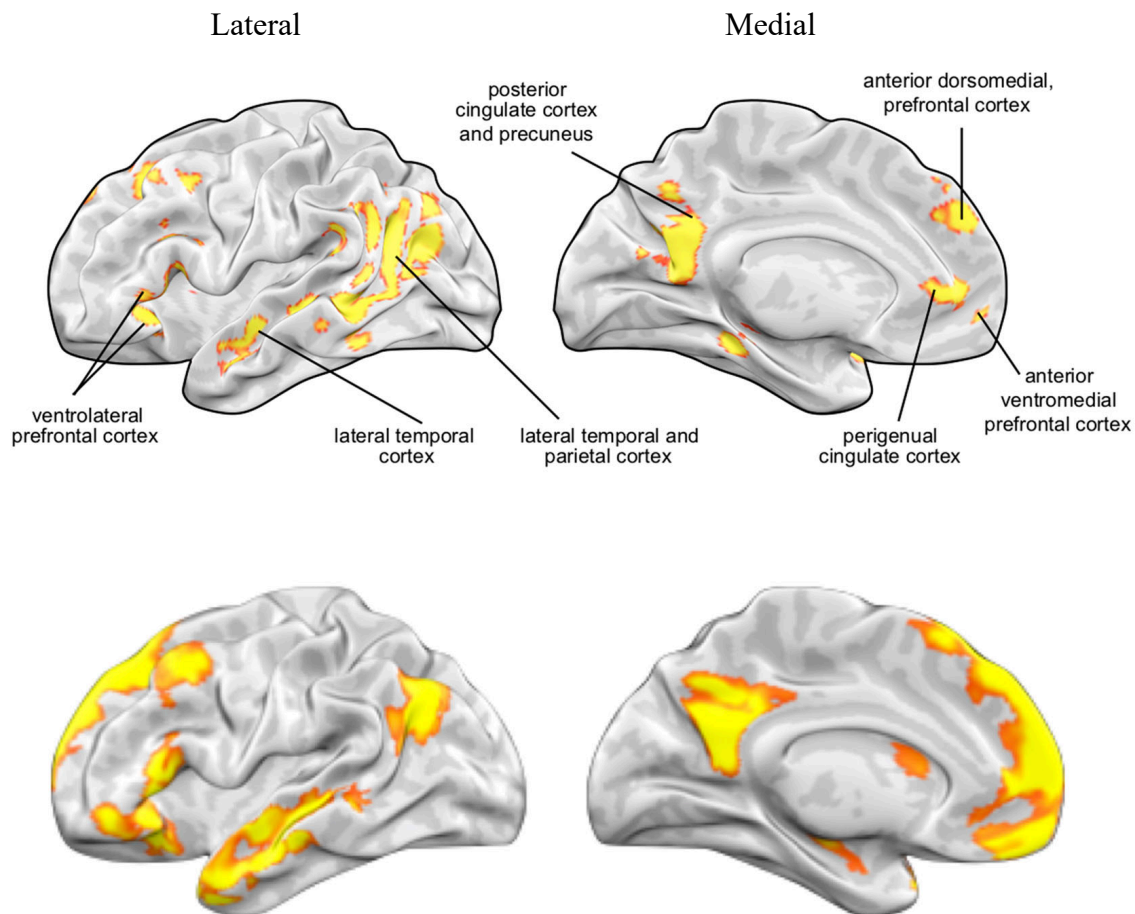 Lateral
Medial
posterior
cingulate cortex
and precuneus
anterior dorsomedial,
prefrontal cortex
ventrolateral
prefrontal cortex
lateral temporal
cortex
lateral temporal and
parietal cortex
perigenual
cingulate cortex
anterior
ventromedial
prefrontal cortex